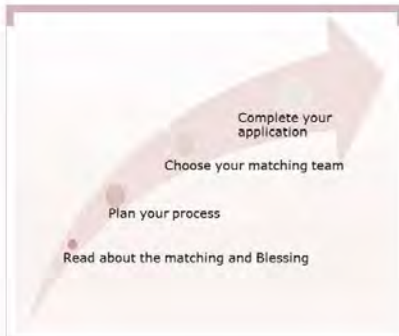 Complete your
application
Choose your matching team
Plan your process
Read about the matching and Blessing